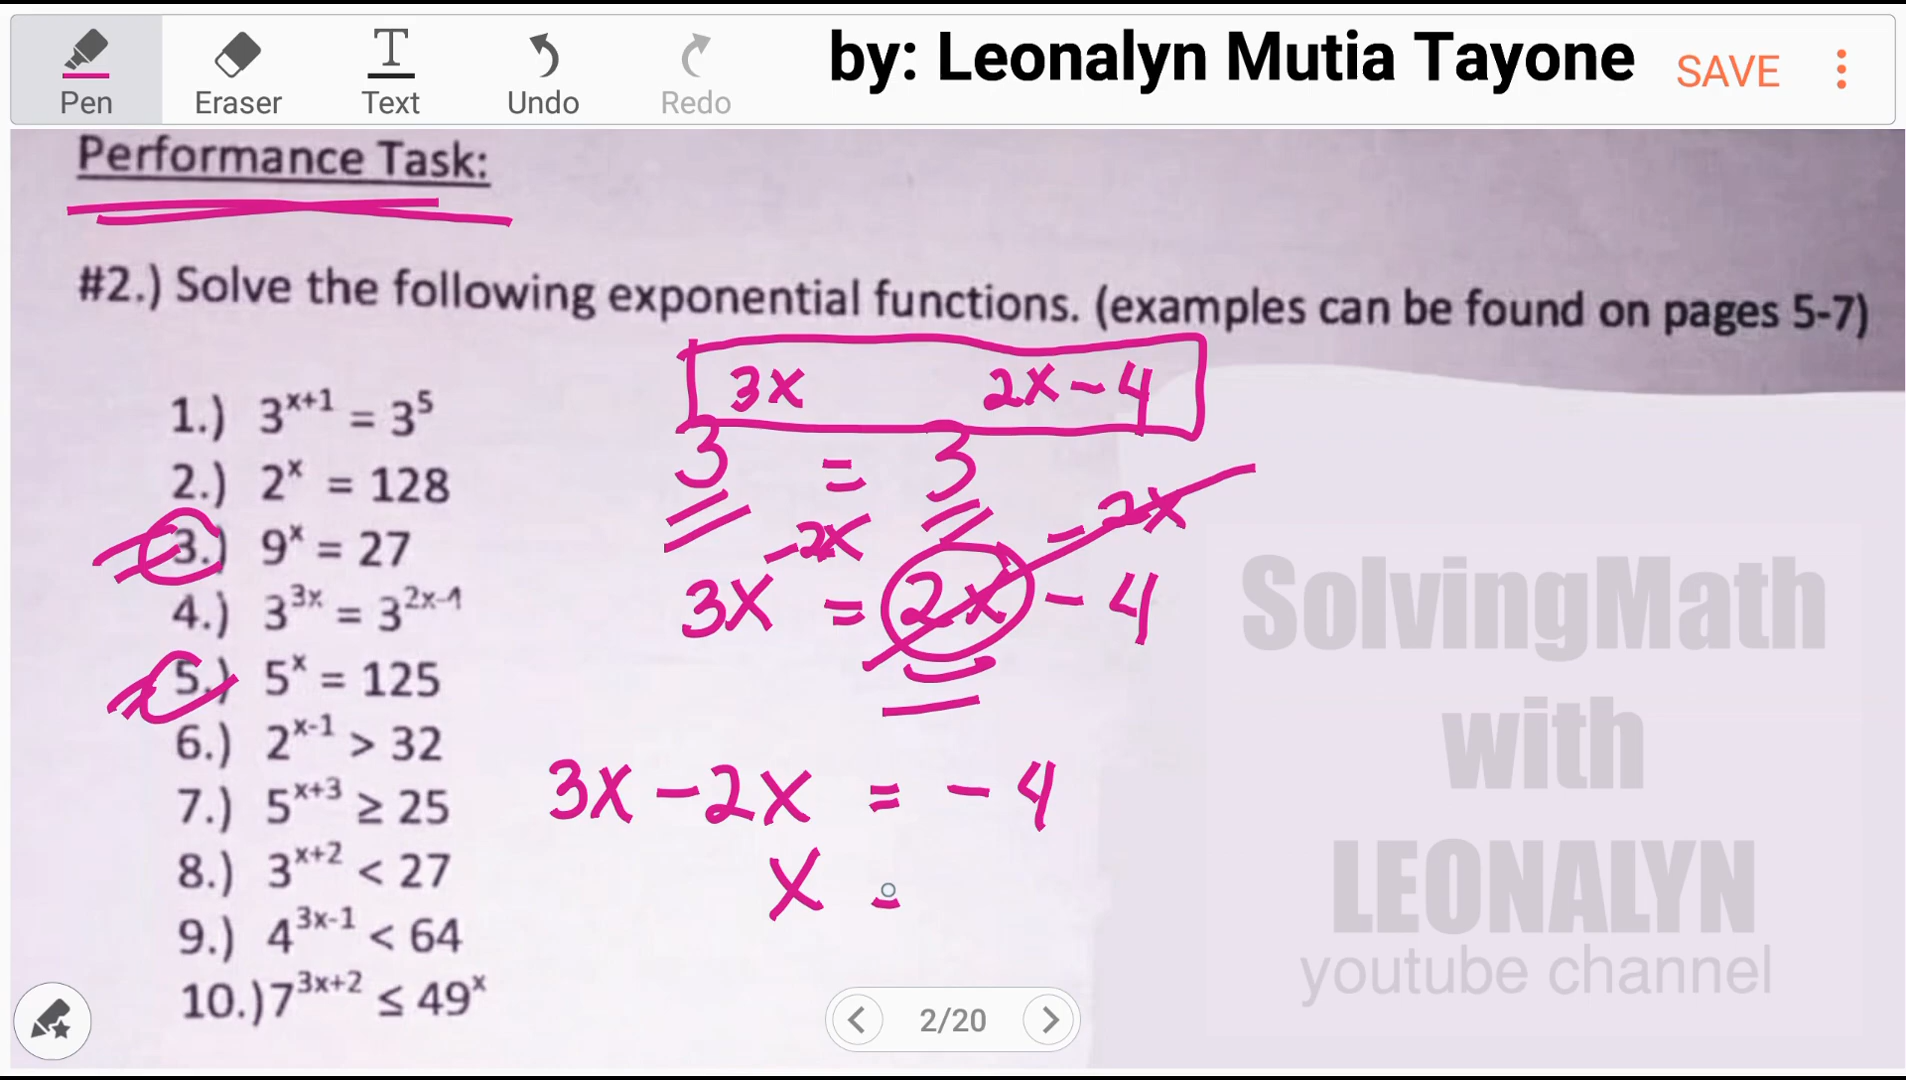 by: Leonalyn Mutia Tayone
SAVE
Pen
Eraser
Text
Undo
Redo
Performance Task:
#2.) Solve the following exponential functions. (examples can be found on pages 5-7)
1.) 3^{x+1} = 3^5
2.) 2^x = 128
3.) 9^x = 27
4.) 3^{3x} = 3^{2x-4}
5.) 5^x = 125
6.) 2^{x-1} > 32
7.) 5^{x+3} ≥ 25
8.) 3^{x+2} < 27
9.) 4^{3x-1} < 64
10.) 7^{3x+2} ≤ 49^x
3x 2x-4
3 = 3
-2x -2x
3x = 2x - 4
3x - 2x = - 4
x =
SolvingMath
with
LEONALYN
youtube channel
2/20